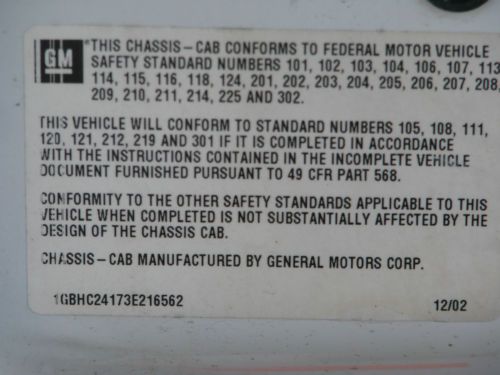 GM
THIS CHASSIS-CAB CONFORMS TO FEDERAL MOTOR VEHICLE
SAFETY STANDARD NUMBERS 101, 102, 103, 104, 106, 107, 113
114, 115, 116, 118, 124, 201, 202, 203, 204, 205, 206, 207, 208,
209, 210, 211, 214, 225 AND 302.
THIS VEHICLE WILL CONFORM TO STANDARD NUMBERS 105, 108, 111,
120, 121, 212, 219 AND 301 IF IT IS COMPLETED IN ACCORDANCE
WITH THE INSTRUCTIONS CONTAINED IN THE INCOMPLETE VEHICLE
DOCUMENT FURNISHED PURSUANT TO 49 CFR PART 568.
CONFORMITY TO THE OTHER SAFETY STANDARDS APPLICABLE TO THIS
VEHICLE WHEN COMPLETED IS NOT SUBSTANTIALLY AFFECTED BY THE
DESIGN OF THE CHASSIS CAB.
CHASSIS-CAB MANUFACTURED BY GENERAL MOTORS CORP.
1GBHC24173E216562 12/02